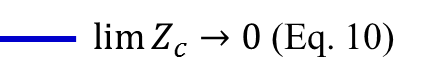 lim Z_c → 0 (Eq. 10)